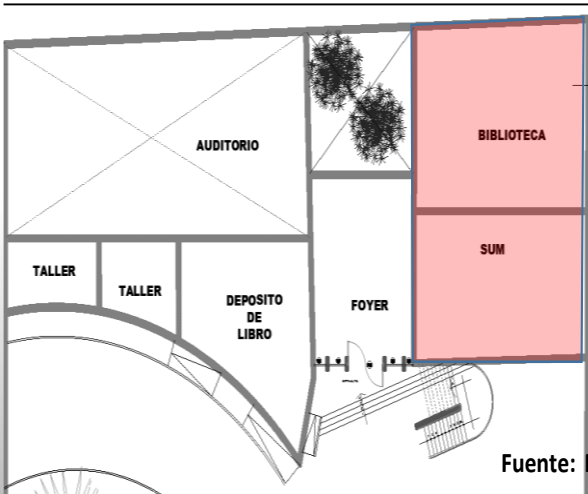 AUDITORIO
BIBLIOTECA
SUM
TALLER
TALLER
DEPOSITO
DE
LIBRO
FOYER
Fuente: